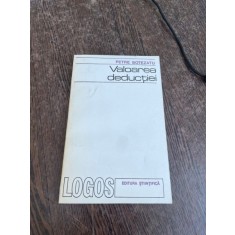 PETRE BOTEZATU
Valoarea
deducției
LOGOS
EDITURA ȘTIINȚIFICĂ